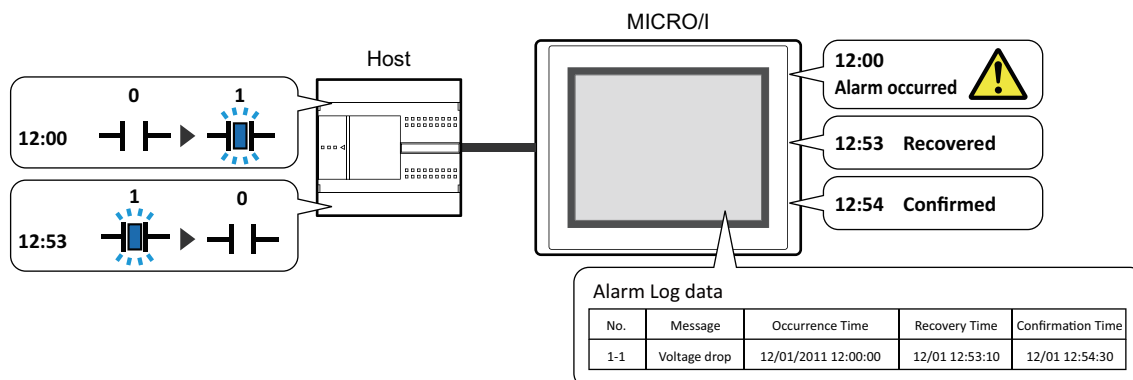 MICRO/I
Host
0 1
12:00
1 0
12:53
12:00
Alarm occurred
12:53 Recovered
12:54 Confirmed
Alarm Log data
No. Message Occurrence Time Recovery Time Confirmation Time
1-1 Voltage drop 12/01/2011 12:00:00 12/01 12:53:10 12/01 12:54:30